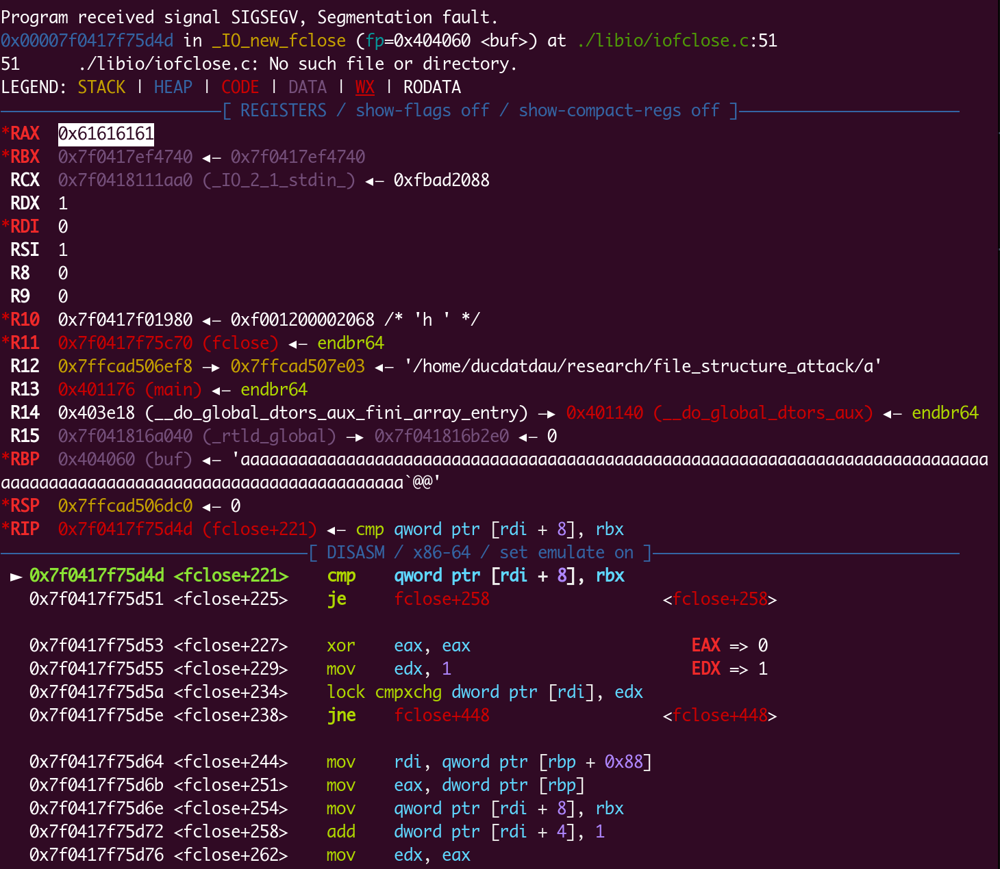 Program received signal SIGSEGV, Segmentation fault.
0x00007f0417f75d4d in _IO_new_fclose (fp=0x404060 <buf>) at ./libio/iofclose.c:51
51      ./libio/iofclose.c: No such file or directory.
LEGEND: STACK | HEAP | CODE | DATA | WX | RODATA
───────────────────────[ REGISTERS / show-flags off / show-compact-regs off ]───────────────────────
*RAX  0x61616161
*RBX  0x7f0417ef4740 ◂— 0x7f0417ef4740
 RCX  0x7f0418111aa0 (_IO_2_1_stdin_) ◂— 0xfbad2088
 RDX  1
*RDI  0
 RSI  1
 R8   0
 R9   0
*R10  0x7f0417f01980 ◂— 0xf001200002068 /* 'h ' */
*R11  0x7f0417f75c70 (fclose) ◂— endbr64
 R12  0x7ffcad506ef8 —▸ 0x7ffcad507e03 ◂— '/home/ducdatdau/research/file_structure_attack/a'
 R13  0x401176 (main) ◂— endbr64
 R14  0x403e18 (__do_global_dtors_aux_fini_array_entry) —▸ 0x401140 (__do_global_dtors_aux) ◂— endbr64
 R15  0x7f041816a040 (_rtld_global) —▸ 0x7f041816b2e0 ◂— 0
*RBP  0x404060 (buf) ◂— 'aaaaaaaaaaaaaaaaaaaaaaaaaaaaaaaaaaaaaaaaaaaaaaaaaaaaaaaaaaaaaaaaaaaaaaaaaaaaaa
aaaaaaaaaaaaaaaaaaaaaaaaaaaaaaaaaaaaaaaaaa`@@'
*RSP  0x7ffcad506dc0 ◂— 0
*RIP  0x7f0417f75d4d (fclose+221) ◂— cmp qword ptr [rdi + 8], rbx
────────────────────────────────[ DISASM / x86-64 / set emulate on ]────────────────────────────────
 ► 0x7f0417f75d4d <fclose+221>    cmp    qword ptr [rdi + 8], rbx
   0x7f0417f75d51 <fclose+225>    je     fclose+258                  <fclose+258>
   0x7f0417f75d53 <fclose+227>    xor    eax, eax                       EAX => 0
   0x7f0417f75d55 <fclose+229>    mov    edx, 1                         EDX => 1
   0x7f0417f75d5a <fclose+234>    lock cmpxchg dword ptr [rdi], edx
   0x7f0417f75d5e <fclose+238>    jne    fclose+448                  <fclose+448>
   0x7f0417f75d64 <fclose+244>    mov    rdi, qword ptr [rbp + 0x88]
   0x7f0417f75d6b <fclose+251>    mov    eax, dword ptr [rbp]
   0x7f0417f75d6e <fclose+254>    mov    qword ptr [rdi + 8], rbx
   0x7f0417f75d72 <fclose+258>    add    dword ptr [rdi + 4], 1
   0x7f0417f75d76 <fclose+262>    mov    edx, eax